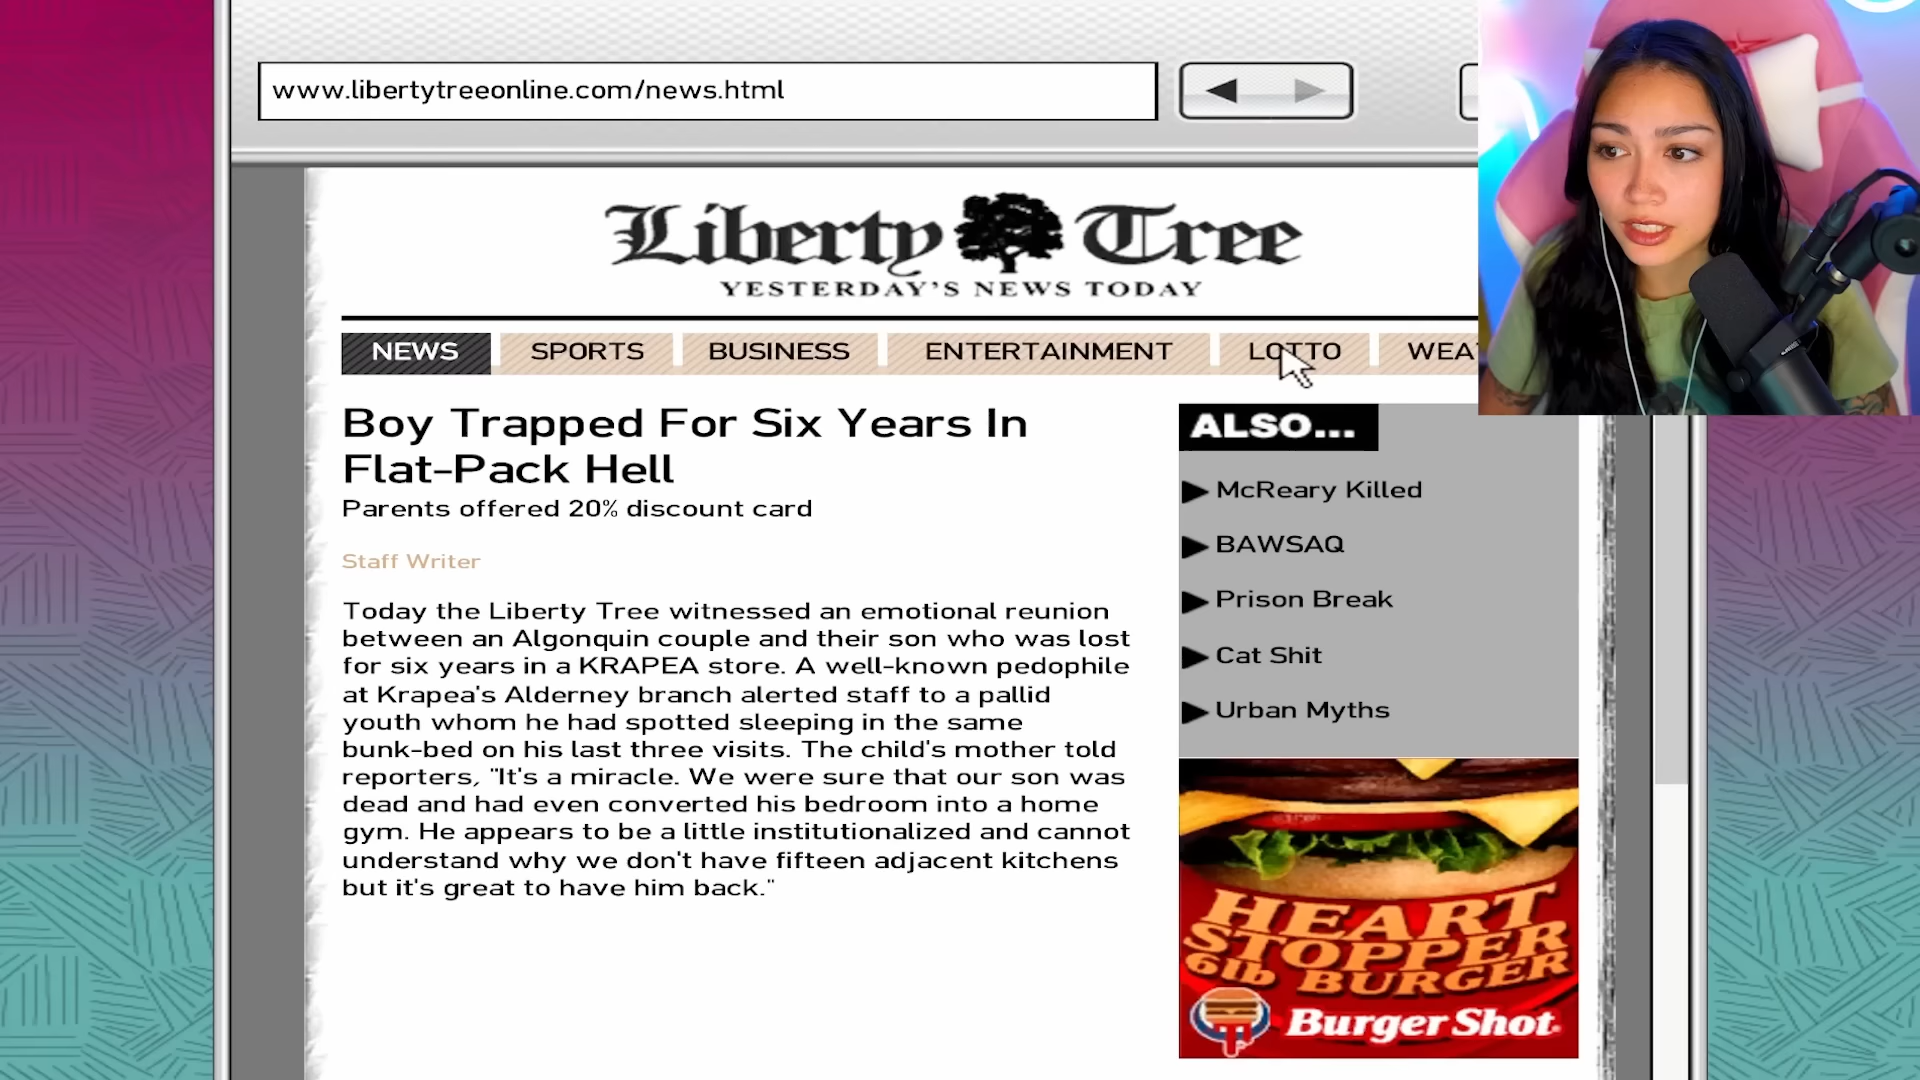 www.libertytreeonline.com/news.html
Liberty Tree
YESTERDAY'S NEWS TODAY
NEWS SPORTS BUSINESS ENTERTAINMENT LOTTO WEA
Boy Trapped For Six Years In
Flat-Pack Hell
Parents offered 20% discount card
Staff Writer
Today the Liberty Tree witnessed an emotional reunion
between an Algonquin couple and their son who was lost
for six years in a KRAPEA store. A well-known pedophile
at Krapea's Alderney branch alerted staff to a pallid
youth whom he had spotted sleeping in the same
bunk-bed on his last three visits. The child's mother told
reporters, "It's a miracle. We were sure that our son was
dead and had even converted his bedroom into a home
gym. He appears to be a little institutionalized and cannot
understand why we don't have fifteen adjacent kitchens
but it's great to have him back."
ALSO...
McReary Killed
BAWSAQ
Prison Break
Cat Shit
Urban Myths
HEART
STOPPER
6lb BURGER
Burger Shot